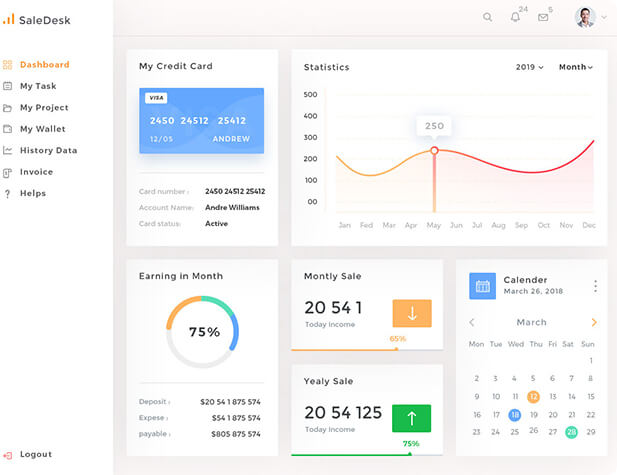 SaleDesk
24
5
Dashboard
My Task
My Project
My Wallet
History Data
Invoice
Helps
Logout
My Credit Card
VISA
2450 24512 25412
12/05 ANDREW
Card number : 2450 24512 25412
Account Name: Andre Williams
Card status: Active
Statistics
2019 Month
500
400
300
200
100
00
250
Jan Fed Mar Apr May Jun Jul Aug Sep Oct Nov Dec
Earning in Month
75%
Deposit : $20 54 1 875 574
Expese : $54 1 875 574
payable : $805 875 574
Montly Sale
20 54 1
Today Income
65%
Yealy Sale
20 54 125
Today Income
75%
Calender
March 26, 2018
March
Mon Tue Wed Thu Fri Sat Sun
1
2 3 4 5 6 7 8
9 10 11 12 13 14 15
16 17 18 19 20 21 22
23 24 25 26 27 28 29